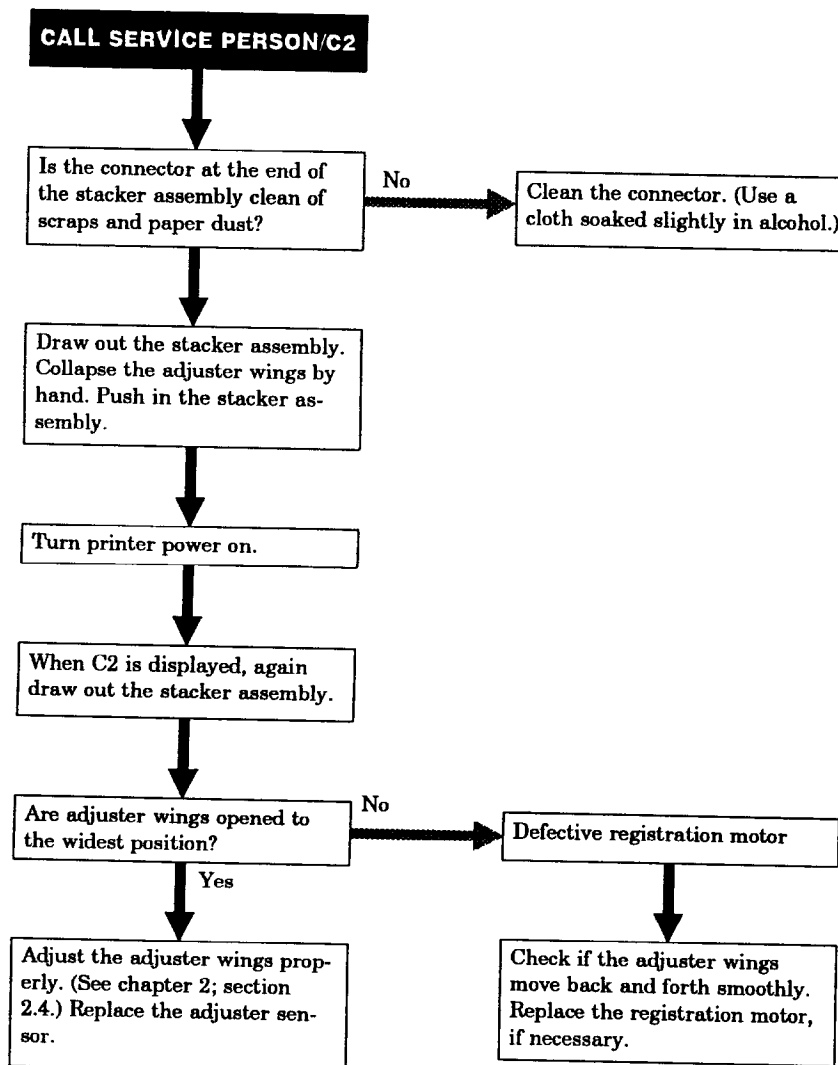 CALL SERVICE PERSON/C2
Is the connector at the end of
the stacker assembly clean of
scraps and paper dust?
No
Clean the connector. (Use a
cloth soaked slightly in alcohol.)
Draw out the stacker assembly.
Collapse the adjuster wings by
hand. Push in the stacker as-
sembly.
Turn printer power on.
When C2 is displayed, again
draw out the stacker assembly.
Are adjuster wings opened to
the widest position?
No
Defective registration motor
Yes
Adjust the adjuster wings prop-
erly. (See chapter 2; section
2.4.) Replace the adjuster sen-
sor.
Check if the adjuster wings
move back and forth smoothly.
Replace the registration motor,
if necessary.